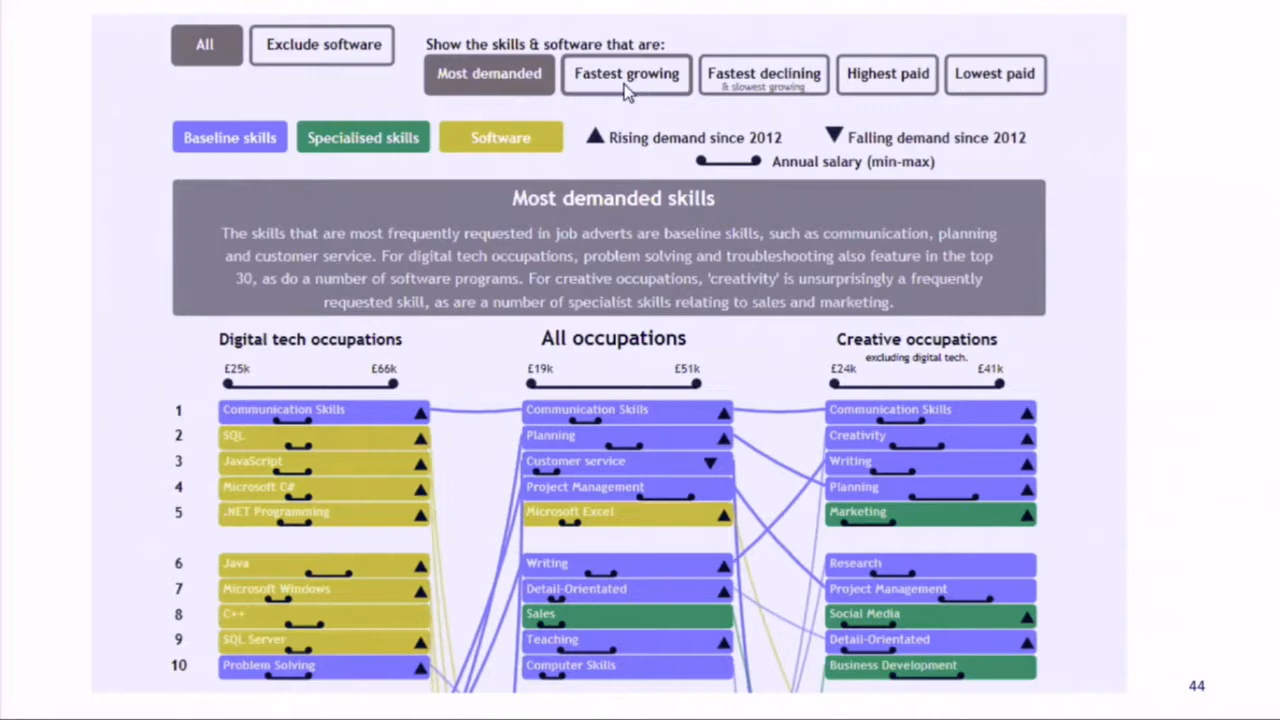 All
Exclude software
Show the skills & software that are:
Most demanded
Fastest growing
Fastest declining
& slowest growing
Highest paid
Lowest paid
Baseline skills
Specialised skills
Software
Rising demand since 2012
Falling demand since 2012
Annual salary (min-max)
Most demanded skills
The skills that are most frequently requested in job adverts are baseline skills, such as communication, planning
and customer service. For digital tech occupations, problem solving and troubleshooting also feature in the top
30, as do a number of software programs. For creative occupations, 'creativity' is unsurprisingly a frequently
requested skill, as are a number of specialist skills relating to sales and marketing.
Digital tech occupations
All occupations
Creative occupations
excluding digital tech.
£25k £66k £19k £51k £24k £41k
1 Communication Skills Communication Skills Communication Skills
2 SQL Planning Creativity
3 JavaScript Customer service Writing
4 Microsoft C# Project Management Planning
5 .NET Programming Microsoft Excel Marketing
6 Java Writing Research
7 Microsoft Windows Detail-Orientated Project Management
8 C++ Sales Social Media
9 SQL Server Teaching Detail-Orientated
10 Problem Solving Computer Skills Business Development
44